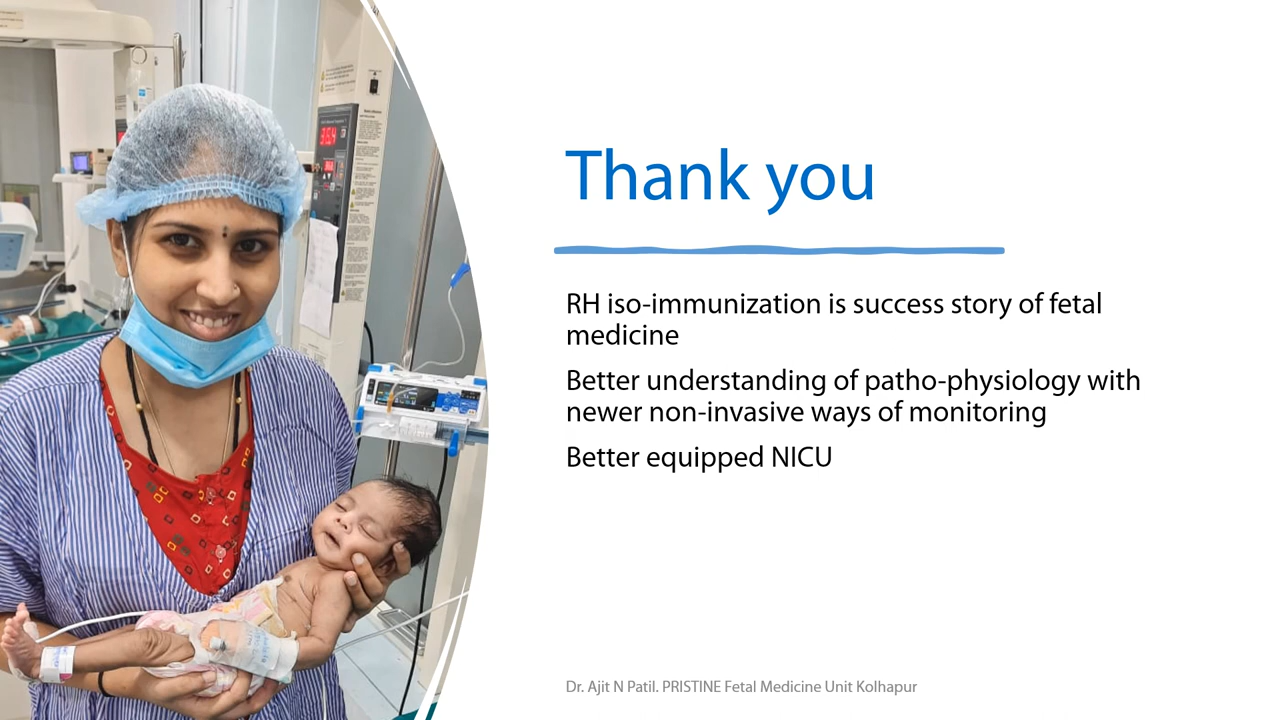 Thank you
RH iso-immunization is success story of fetal
medicine
Better understanding of patho-physiology with
newer non-invasive ways of monitoring
Better equipped NICU
Dr. Ajit N Patil. PRISTINE Fetal Medicine Unit Kolhapur